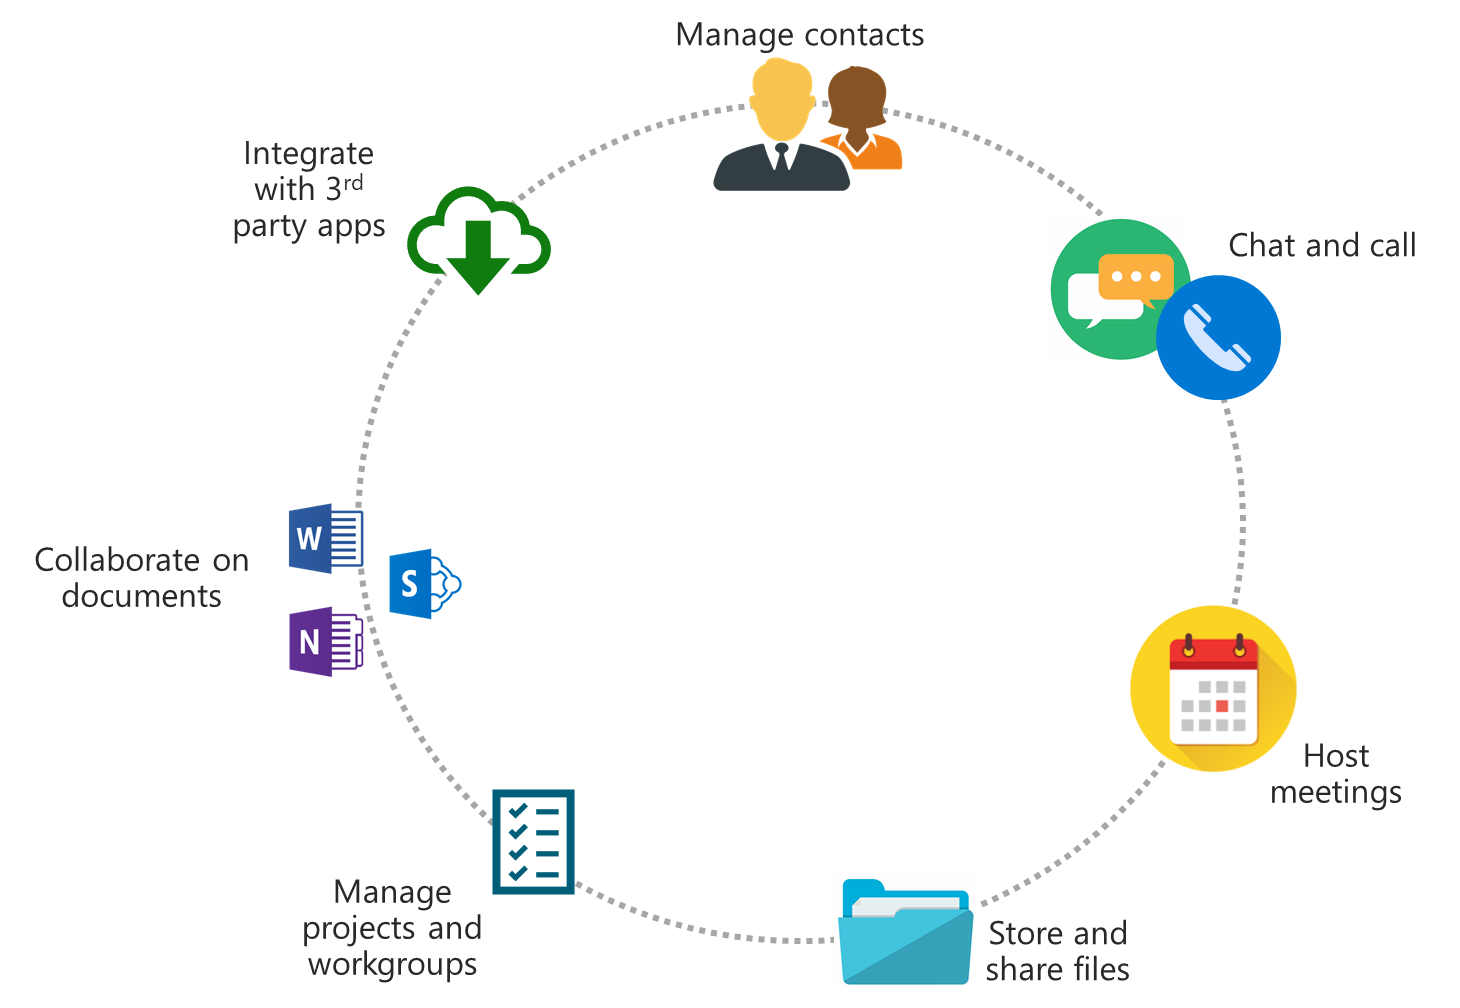 Manage contacts
Integrate
with 3rd
party apps
Chat and call
W
S
N
Collaborate on
documents
Host
meetings
Manage
projects and
workgroups
Store and
share files